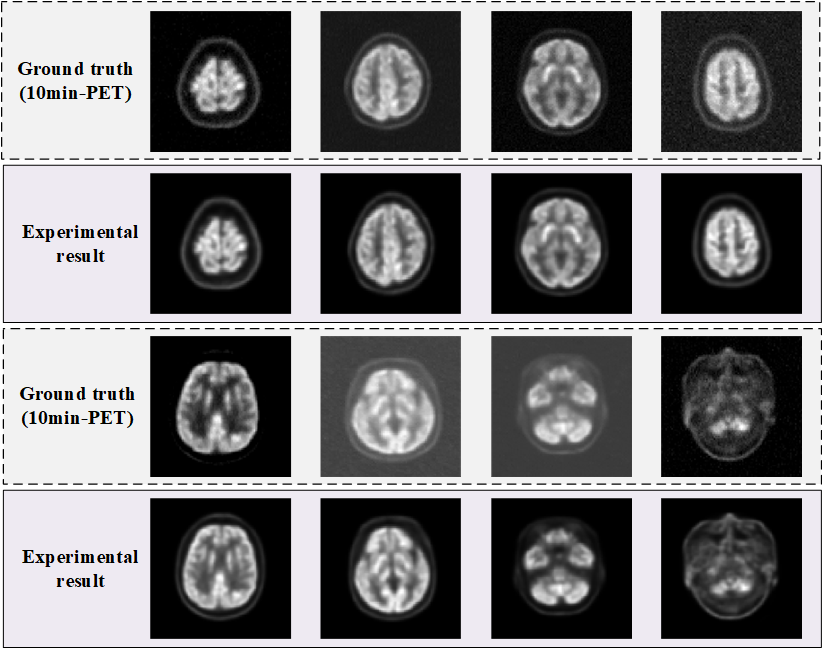 Ground truth
(10min-PET)
Experimental
result
Ground truth
(10min-PET)
Experimental
result